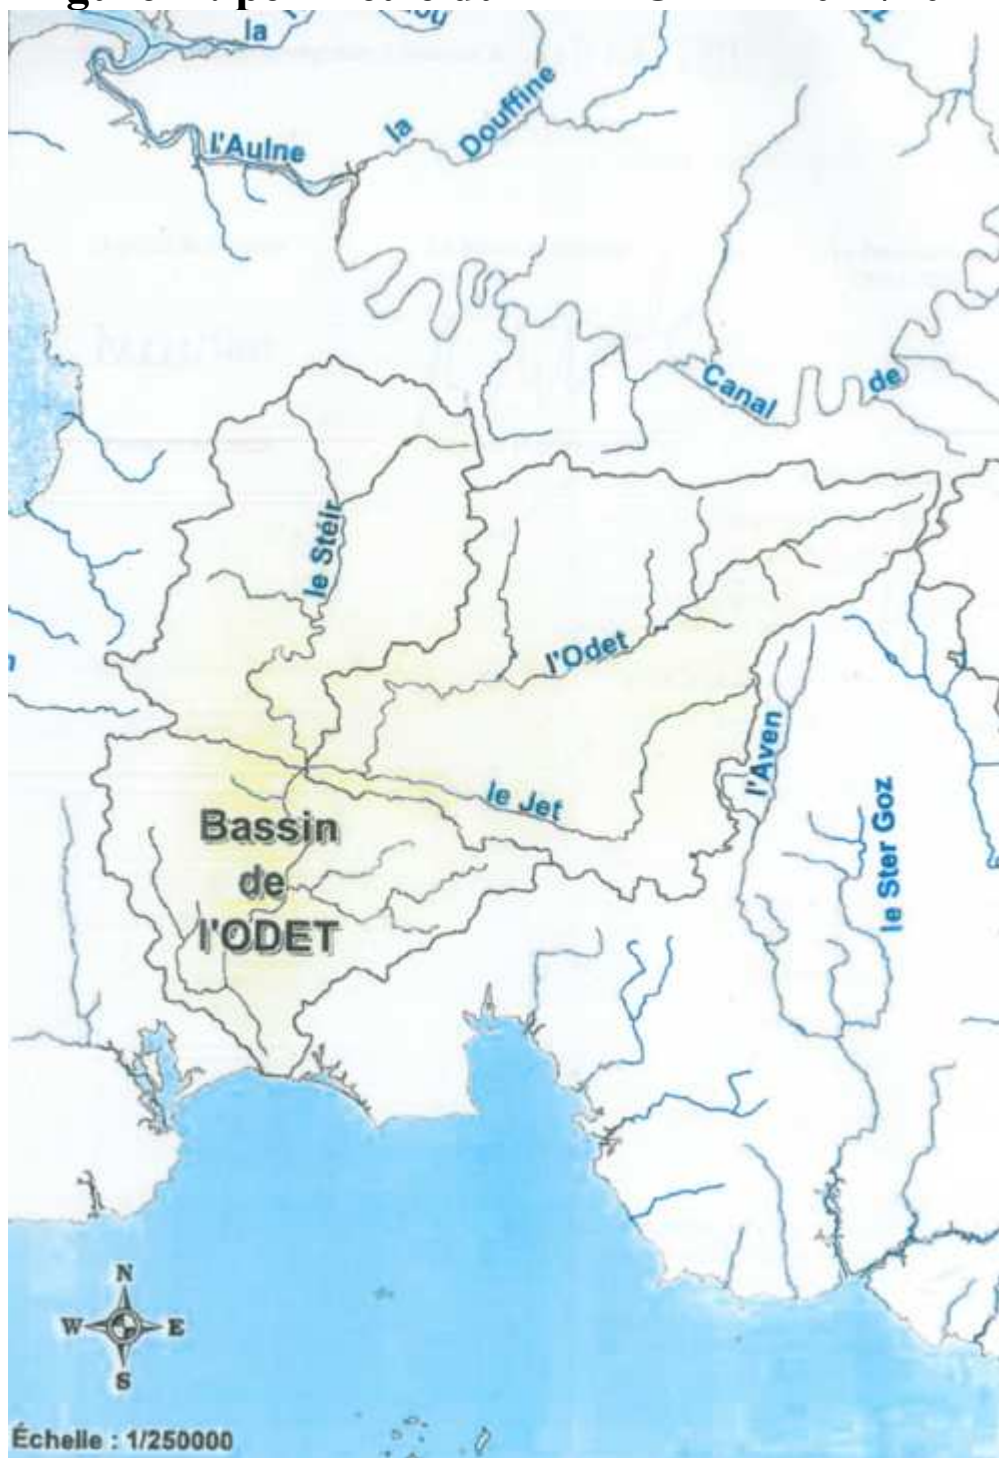 la
la
Douffine
l'Aulne
Canal
de
le Stéir
l'Odet
l'Aven
le Jet
le Ster Goz
Bassin
de
l'ODET
N
W
E
S
Échelle : 1/250000